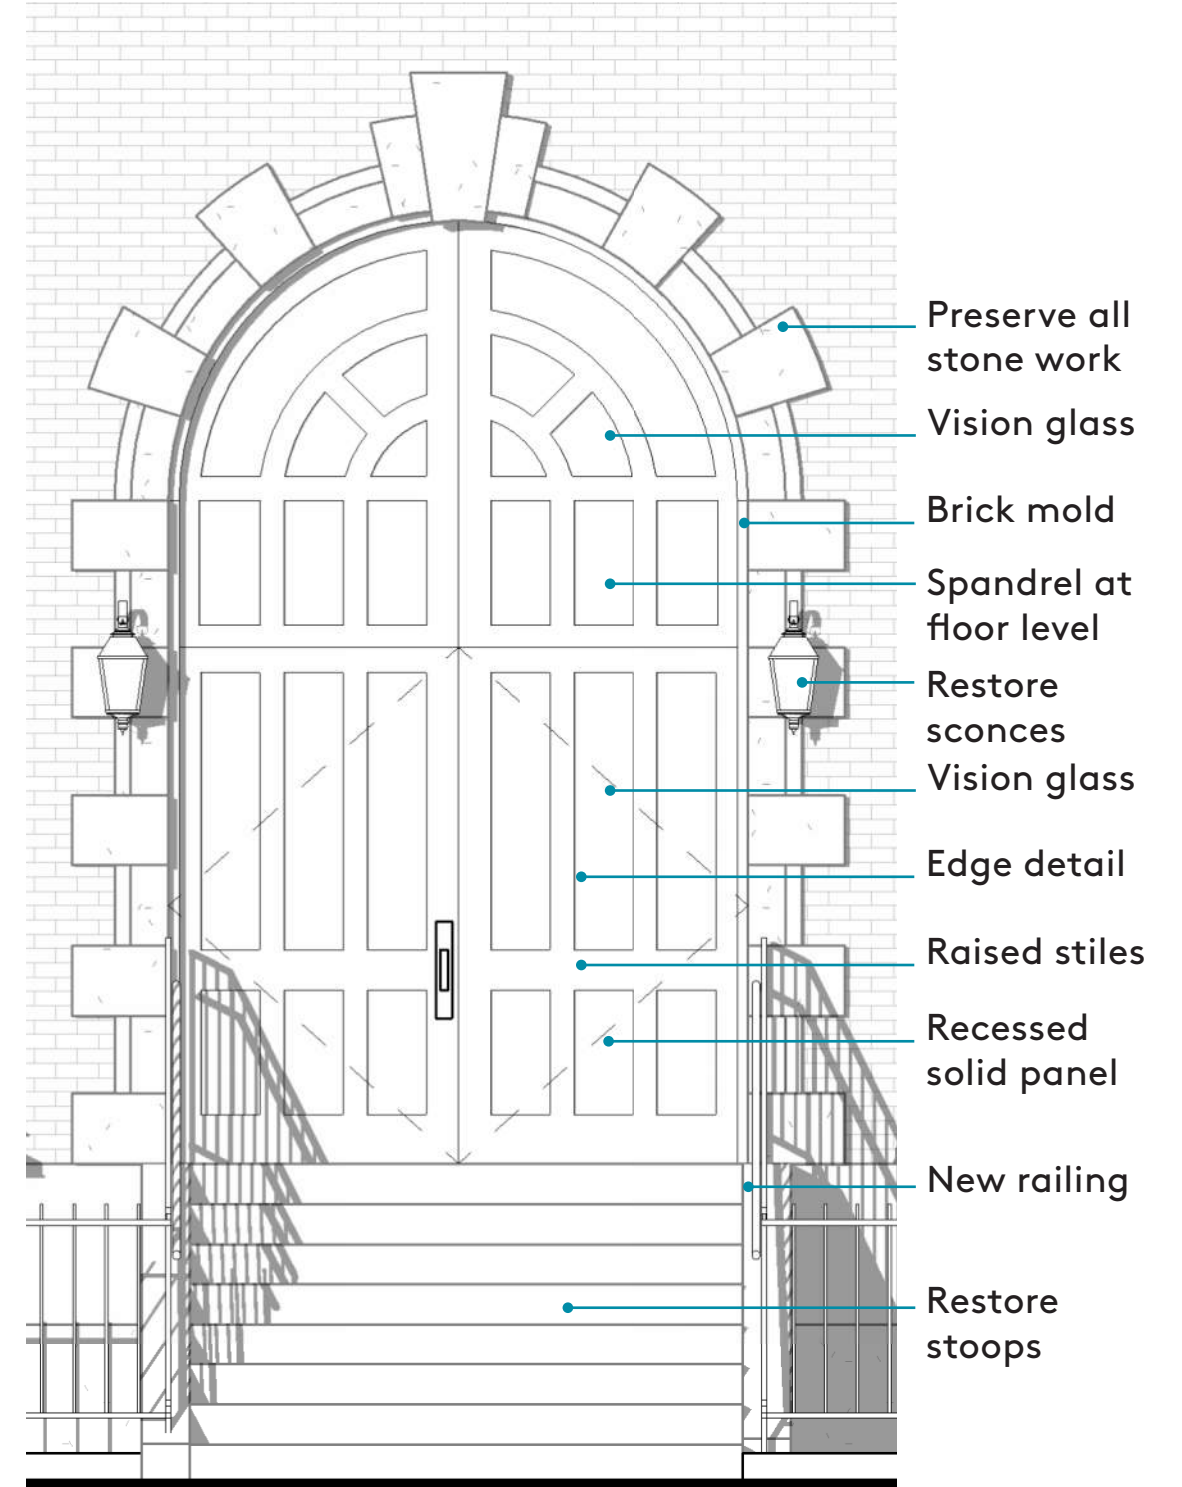 Preserve all
stone work
Vision glass
Brick mold
Spandrel at
floor level
Restore
sconces
Vision glass
Edge detail
Raised stiles
Recessed
solid panel
New railing
Restore
stoops